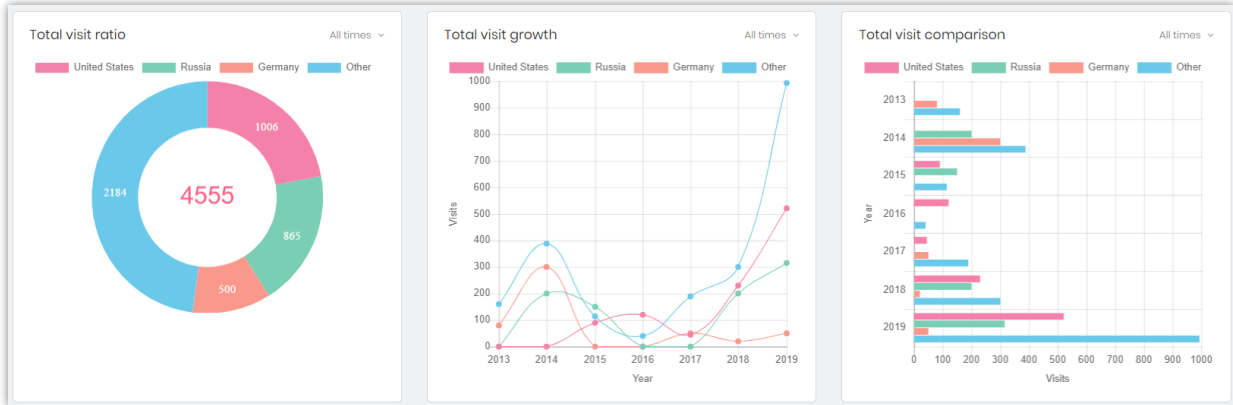 Total visit ratio
All times
United States Russia Germany Other
1006
2184
4555
865
500
Total visit growth
All times
United States Russia Germany Other
1000
900
800
700
600
500
400
300
200
100
0
Visits
2013 2014 2015 2016 2017 2018 2019
Year
Total visit comparison
All times
United States Russia Germany Other
2013
2014
2015
2016
2017
2018
2019
Year
0 100 200 300 400 500 600 700 800 900 1000
Visits